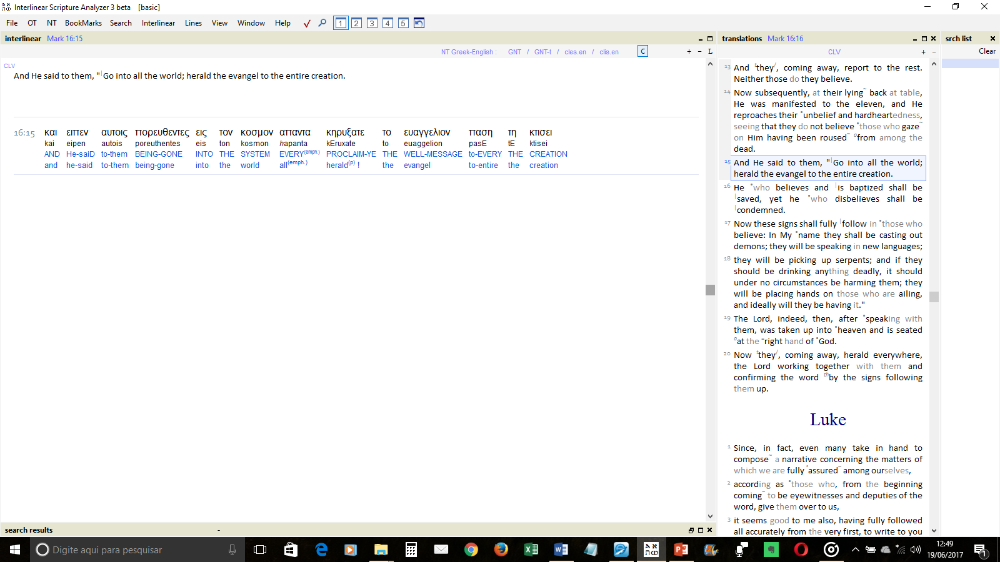 Interlinear Scripture Analyzer 3 beta [basic]
File OT NT BookMarks Search Interlinear Lines View Window Help 1 2 3 4 5
interlinear Mark 16:15
NT Greek-English : GNT / GNT-t / cles.en / clis.en C + − L
CLV
And He said to them, "|Go into all the world; herald the evangel to the entire creation.
16:15 και ειπεν αυτοις πορευθεντες εις τον κοσμον απαντα κηρυξατε το ευαγγελιον παση τη κτισει
kai eipen autois poreuthentes eis ton kosmon hapanta kEruxate to euaggelion pasE tE ktisei
AND He-saiD to-them BEING-GONE INTO THE SYSTEM EVERY(emph.) PROCLAIM-YE THE WELL-MESSAGE to-EVERY THE CREATION
and he-said to-them being-gone into the world all(emph.) herald(p) ! the evangel to-entire the creation
search results -
translations Mark 16:16
CLV + −
13 And they/, coming away, report to the rest.
Neither those do they believe.
14 Now subsequently, at their lying~ back at table,
He was manifested to the eleven, and He
reproaches their •unbelief and hardheartedness,
seeing that they do not believe •those who gaze~
on Him having been roused~ °from among the
dead.
15 And He said to them, "|Go into all the world;
herald the evangel to the entire creation.
16 He •who believes and |is baptized shall be
|saved, yet he •who disbelieves shall be
|condemned.
17 Now these signs shall fully |follow in •those who
believe: In My •name they shall be casting out
demons; they will be speaking in new languages;
18 they will be picking up serpents; and if they
should be drinking anything deadly, it should
under no circumstances be harming them; they
will be placing hands on those who are ailing,
and ideally will they be having it."
19 The Lord, indeed, then, after •speaking with
them, was taken up into •heaven and is seated
oat the =right hand of •God.
20 Now they/, coming away, herald everywhere,
the Lord working together with them and
confirming the word thby the signs following
them up.
Luke
1 Since, in fact, even many take in hand to
compose~ a narrative concerning the matters of
which we are fully °assured~ among ourselves,
2 according as •those who, from the beginning
coming~ to be eyewitnesses and deputies of the
word, give them over to us,
3 it seems good to me also, having fully followed
all accurately from the very first, to write to you
srch list
Clear
Digite aqui para pesquisar
12:49
19/06/2017
1